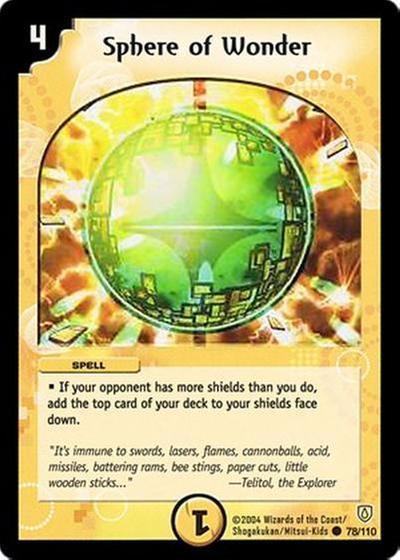 4
Sphere of Wonder
SPELL
▪ If your opponent has more shields than you do,
add the top card of your deck to your shields face
down.
"It's immune to swords, lasers, flames, cannonballs, acid,
missiles, battering rams, bee stings, paper cuts, little
wooden sticks..." —Telitol, the Explorer
1
©2004 Wizards of the Coast/
Shogakukan/Mitsui-Kids ● 78/110